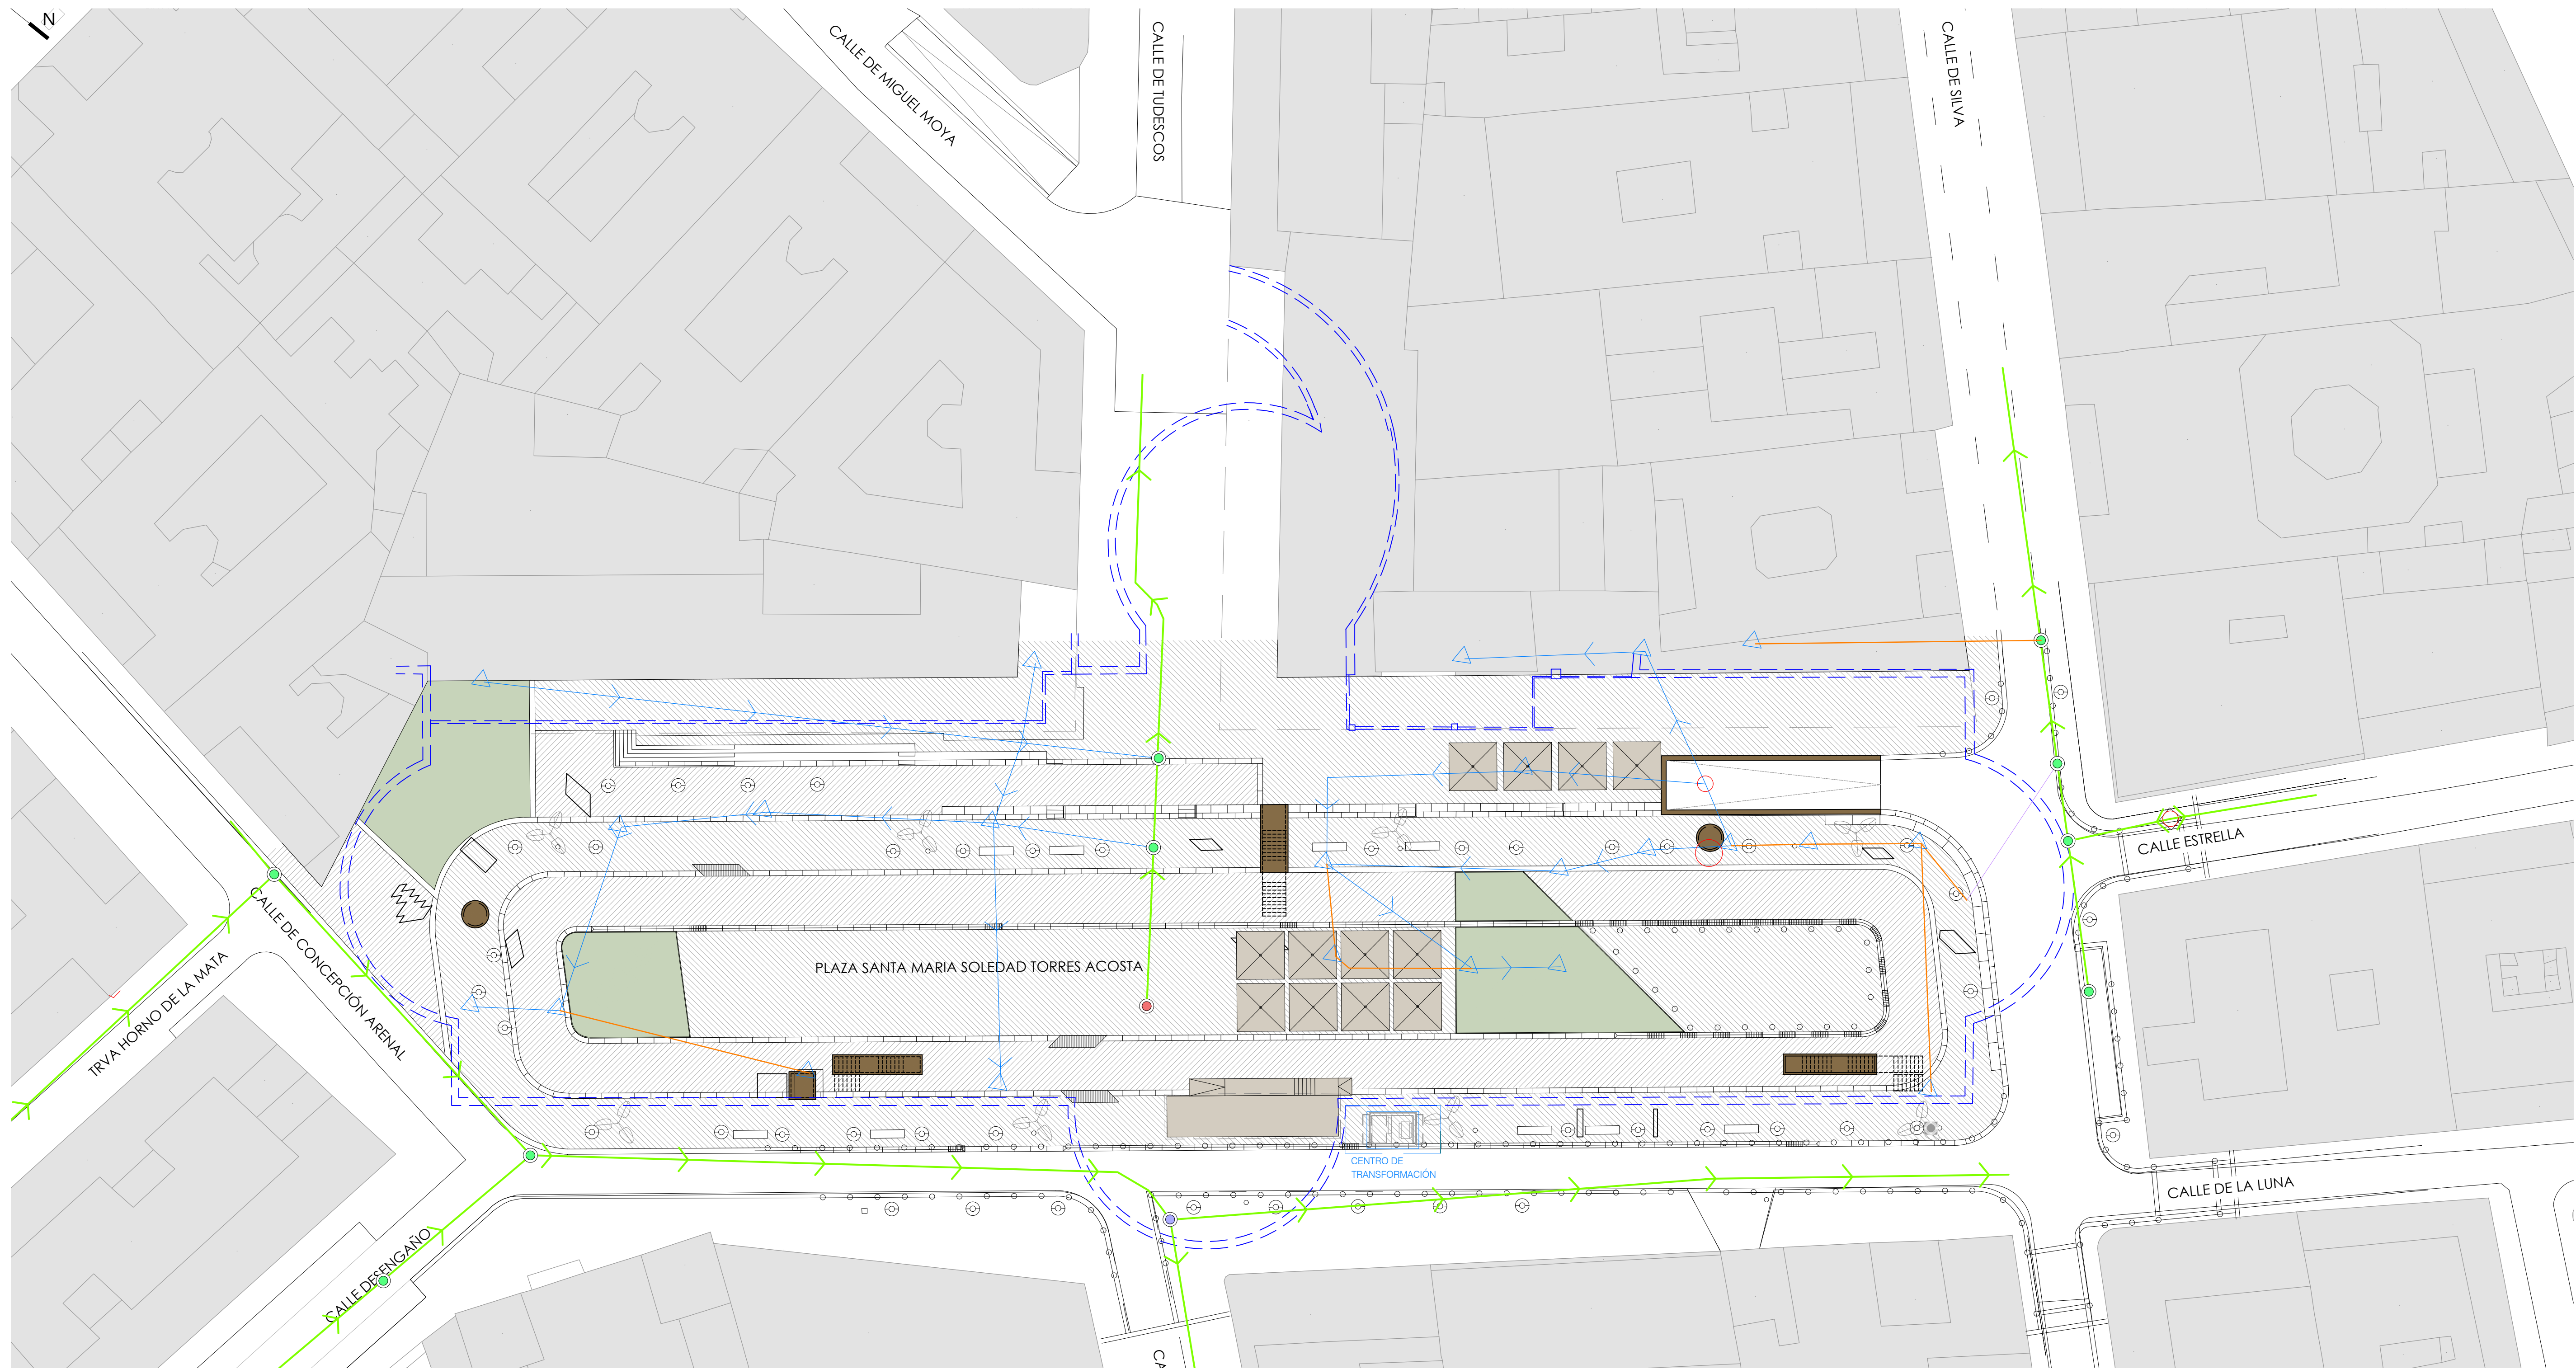 N
CALLE DE MIGUEL MOYA
CALLE DE TUDESCOS
CALLE DE SILVA
CALLE ESTRELLA
CALLE DE CONCEPCIÓN ARENAL
PLAZA SANTA MARIA SOLEDAD TORRES ACOSTA
TRVA HORNO DE LA MATA
CENTRO DE
TRANSFORMACIÓN
CALLE DE LA LUNA
CALLE DESENGAÑO
CA